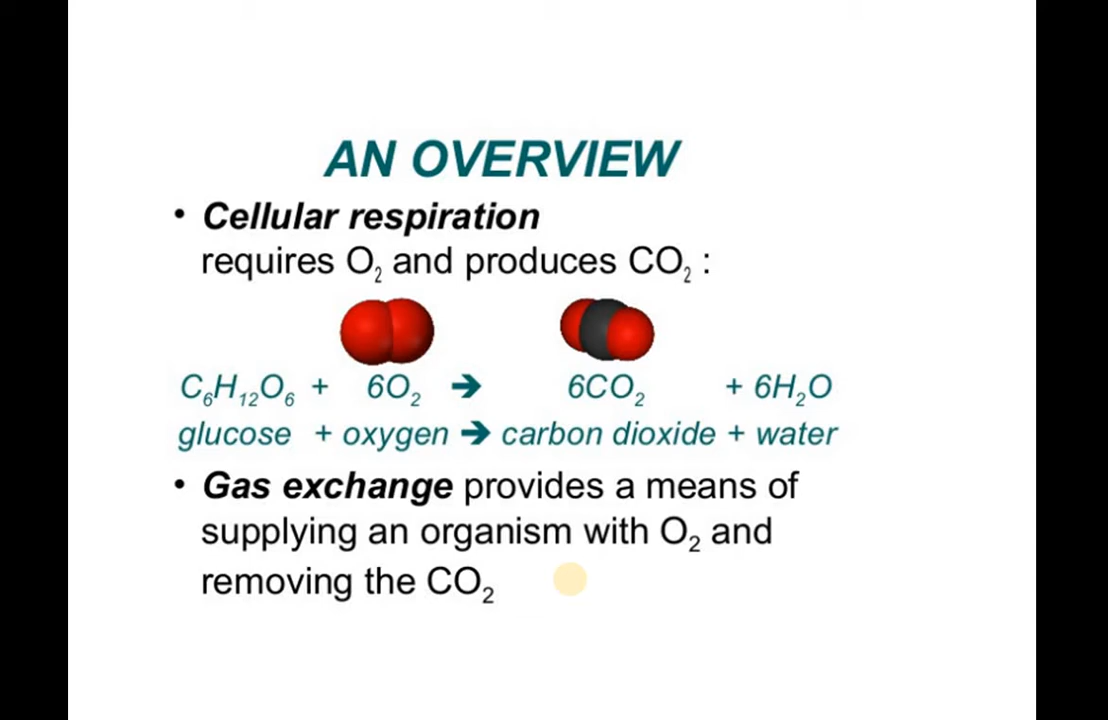 AN OVERVIEW
• Cellular respiration
requires O₂ and produces CO₂ :
C₆H₁₂O₆ + 6O₂ ➔ 6CO₂ + 6H₂O
glucose + oxygen ➔ carbon dioxide + water
• Gas exchange provides a means of
supplying an organism with O₂ and
removing the CO₂